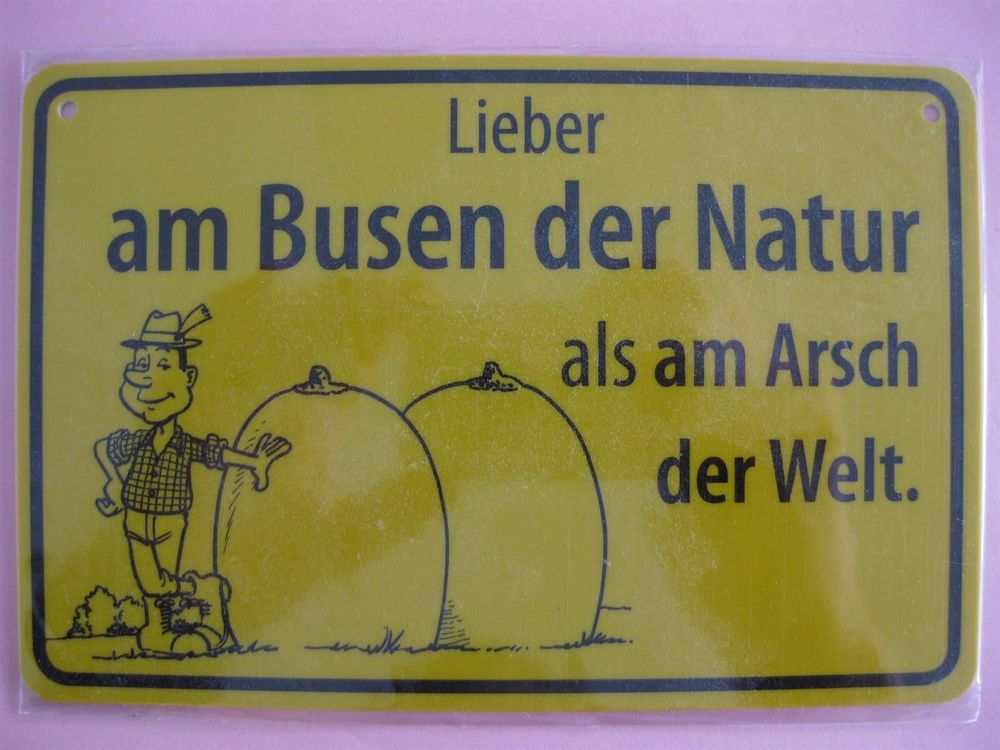 Lieber
am Busen der Natur
als am Arsch
der Welt.